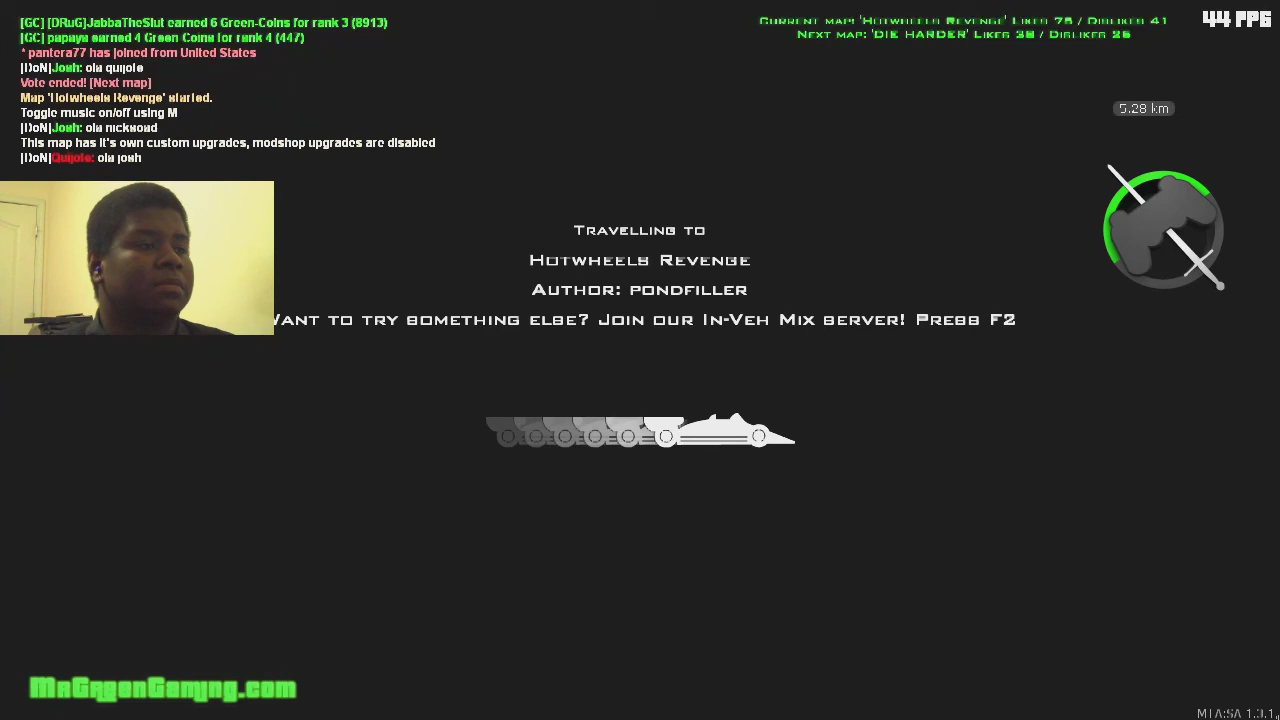 [GC] [DRuG]JabbaTheSlut earned 6 Green-Coins for rank 3 (8913)
[GC] papaya earned 4 Green-Coins for rank 4 (447)
* pantera77 has joined from United States
|DoN|Josh: ola quijote
Vote ended! [Next map]
Map 'Hotwheels Revenge' started.
Toggle music on/off using M
|DoN|Josh: ola nicksoad
This map has it's own custom upgrades, modshop upgrades are disabled
|DoN|Quijote: ola josh
Current map: 'Hotwheels Revenge' Likes 75 / Dislikes 41
Next map: 'DIE HARDER' Likes 38 / Dislikes 26
44 FPS
5.28 km
Travelling to
Hotwheels Revenge
Author: pondfiller
Want to try something else? Join our In-Veh Mix server! Press F2
MrGreenGaming.com
MTA:SA 1.3.1